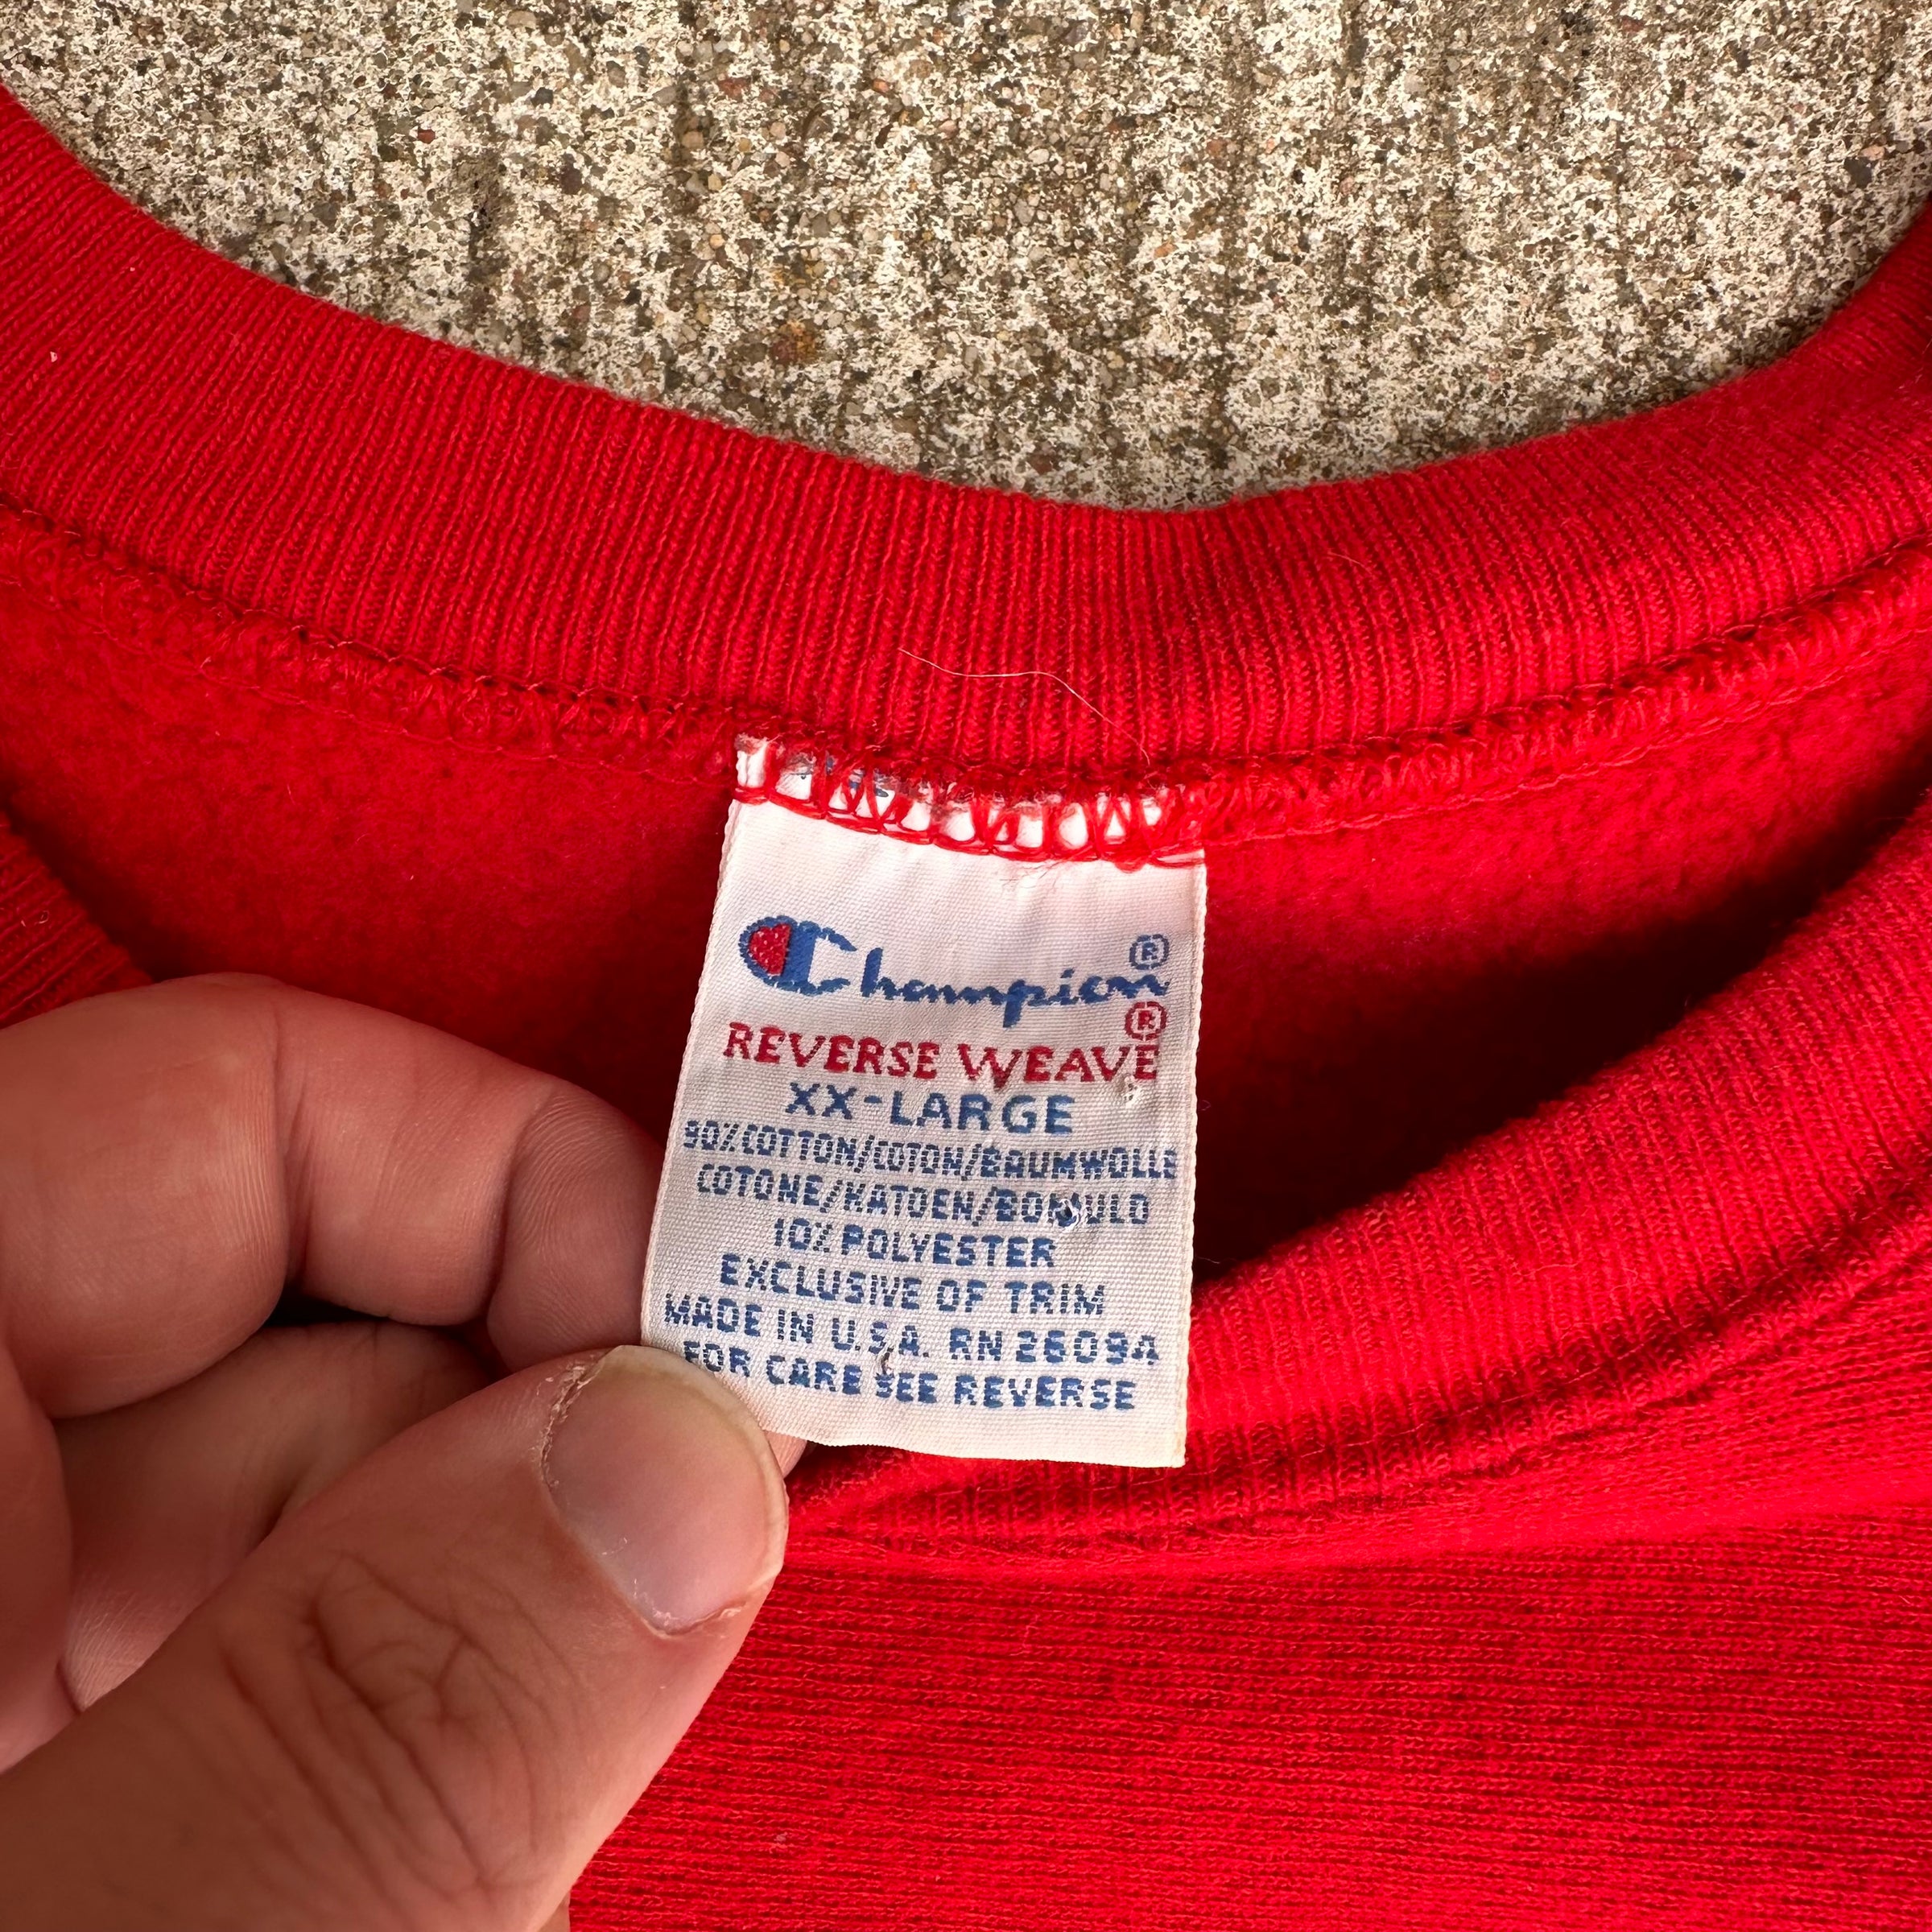 Champion®
REVERSE WEAVE®
XX-LARGE
90% COTTON/COTON/BAUMWOLLE
COTONE/KATOEN/BOMULD
10% POLYESTER
EXCLUSIVE OF TRIM
MADE IN U.S.A. RN 26094
FOR CARE SEE REVERSE